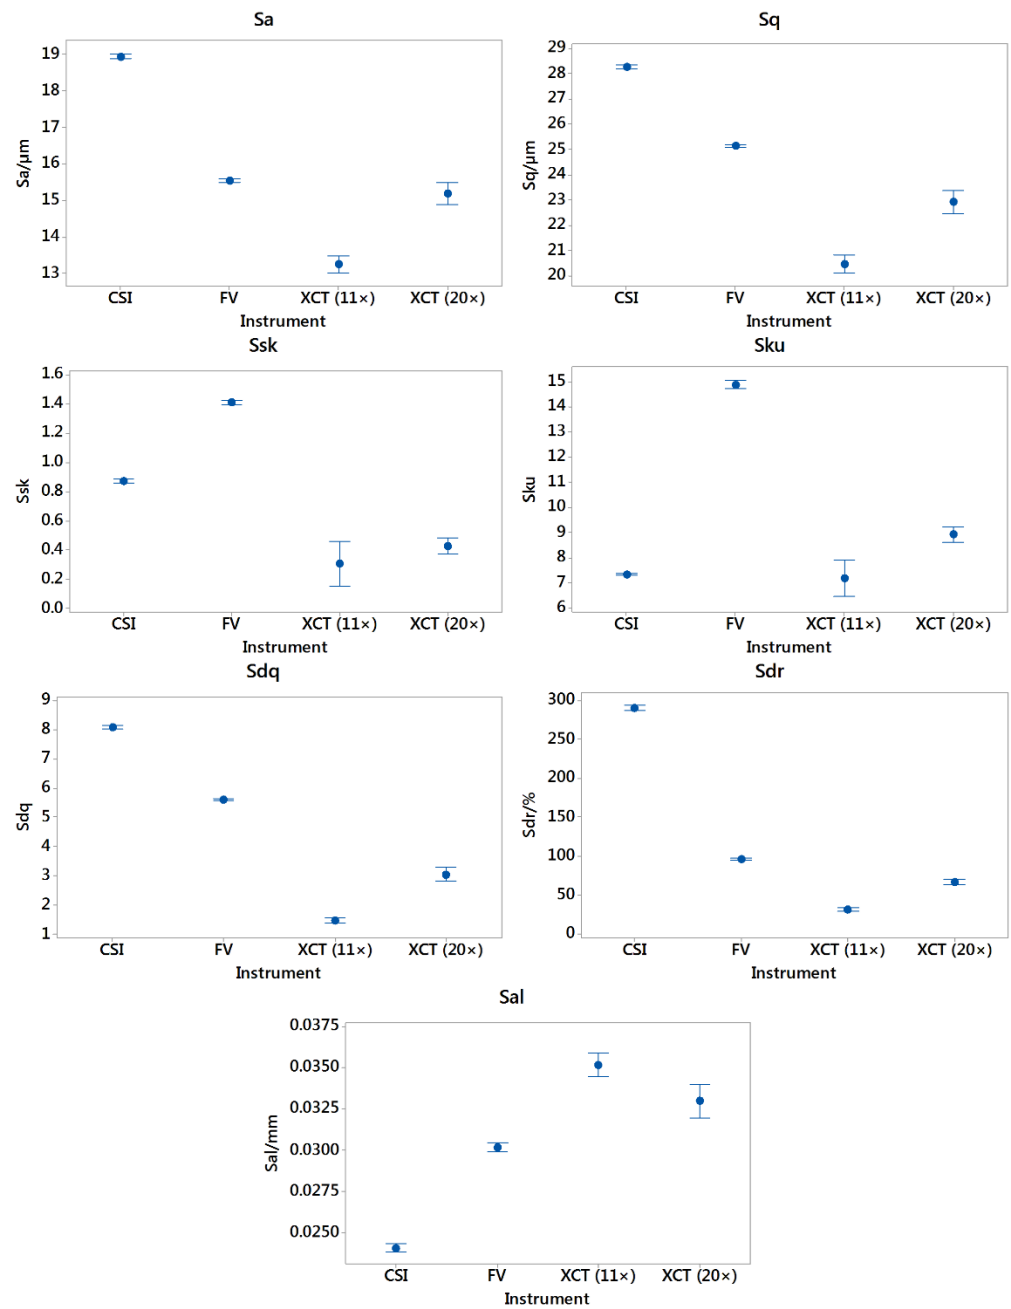 Sa
Sa/µm
19
18
17
16
15
14
13
CSI FV XCT (11×) XCT (20×)
Instrument
Sq
Sq/µm
29
28
27
26
25
24
23
22
21
20
CSI FV XCT (11×) XCT (20×)
Instrument
Ssk
Ssk
1.6
1.4
1.2
1.0
0.8
0.6
0.4
0.2
0.0
CSI FV XCT (11×) XCT (20×)
Instrument
Sku
Sku
15
14
13
12
11
10
9
8
7
6
CSI FV XCT (11×) XCT (20×)
Instrument
Sdq
Sdq
9
8
7
6
5
4
3
2
1
CSI FV XCT (11×) XCT (20×)
Instrument
Sdr
Sdr/%
300
250
200
150
100
50
0
CSI FV XCT (11×) XCT (20×)
Instrument
Sal
Sal/mm
0.0375
0.0350
0.0325
0.0300
0.0275
0.0250
CSI FV XCT (11×) XCT (20×)
Instrument